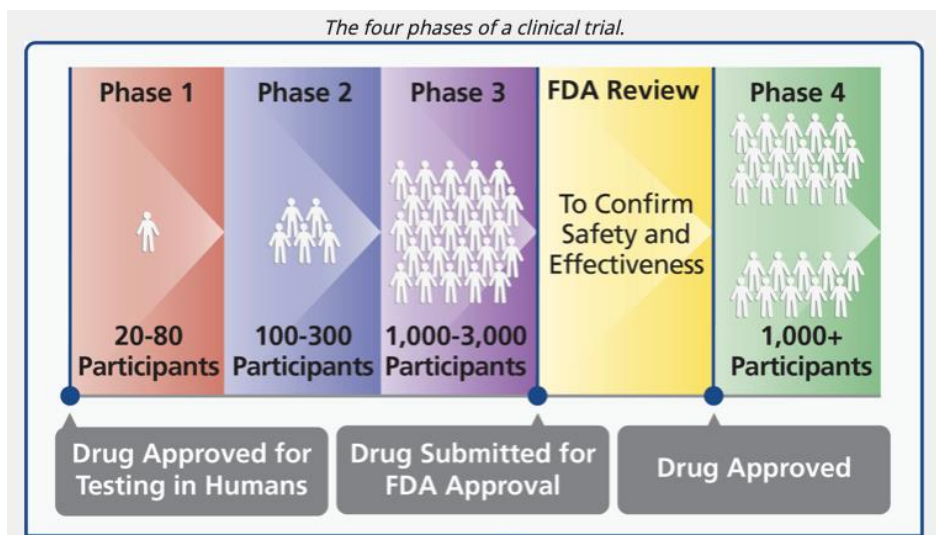 The four phases of a clinical trial.
Phase 1
Phase 2
Phase 3
FDA Review
Phase 4
To Confirm
Safety and
Effectiveness
20-80
Participants
100-300
Participants
1,000-3,000
Participants
1,000+
Participants
Drug Approved for
Testing in Humans
Drug Submitted for
FDA Approval
Drug Approved